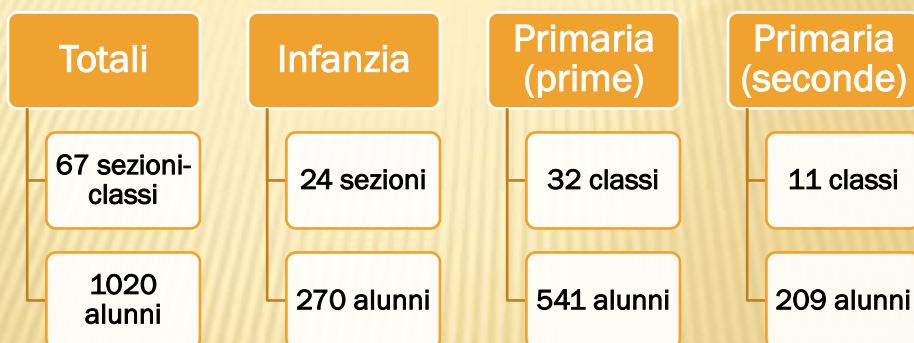 Totali
67 sezioni-
classi
1020
alunni
Infanzia
24 sezioni
270 alunni
Primaria
(prime)
32 classi
541 alunni
Primaria
(seconde)
11 classi
209 alunni